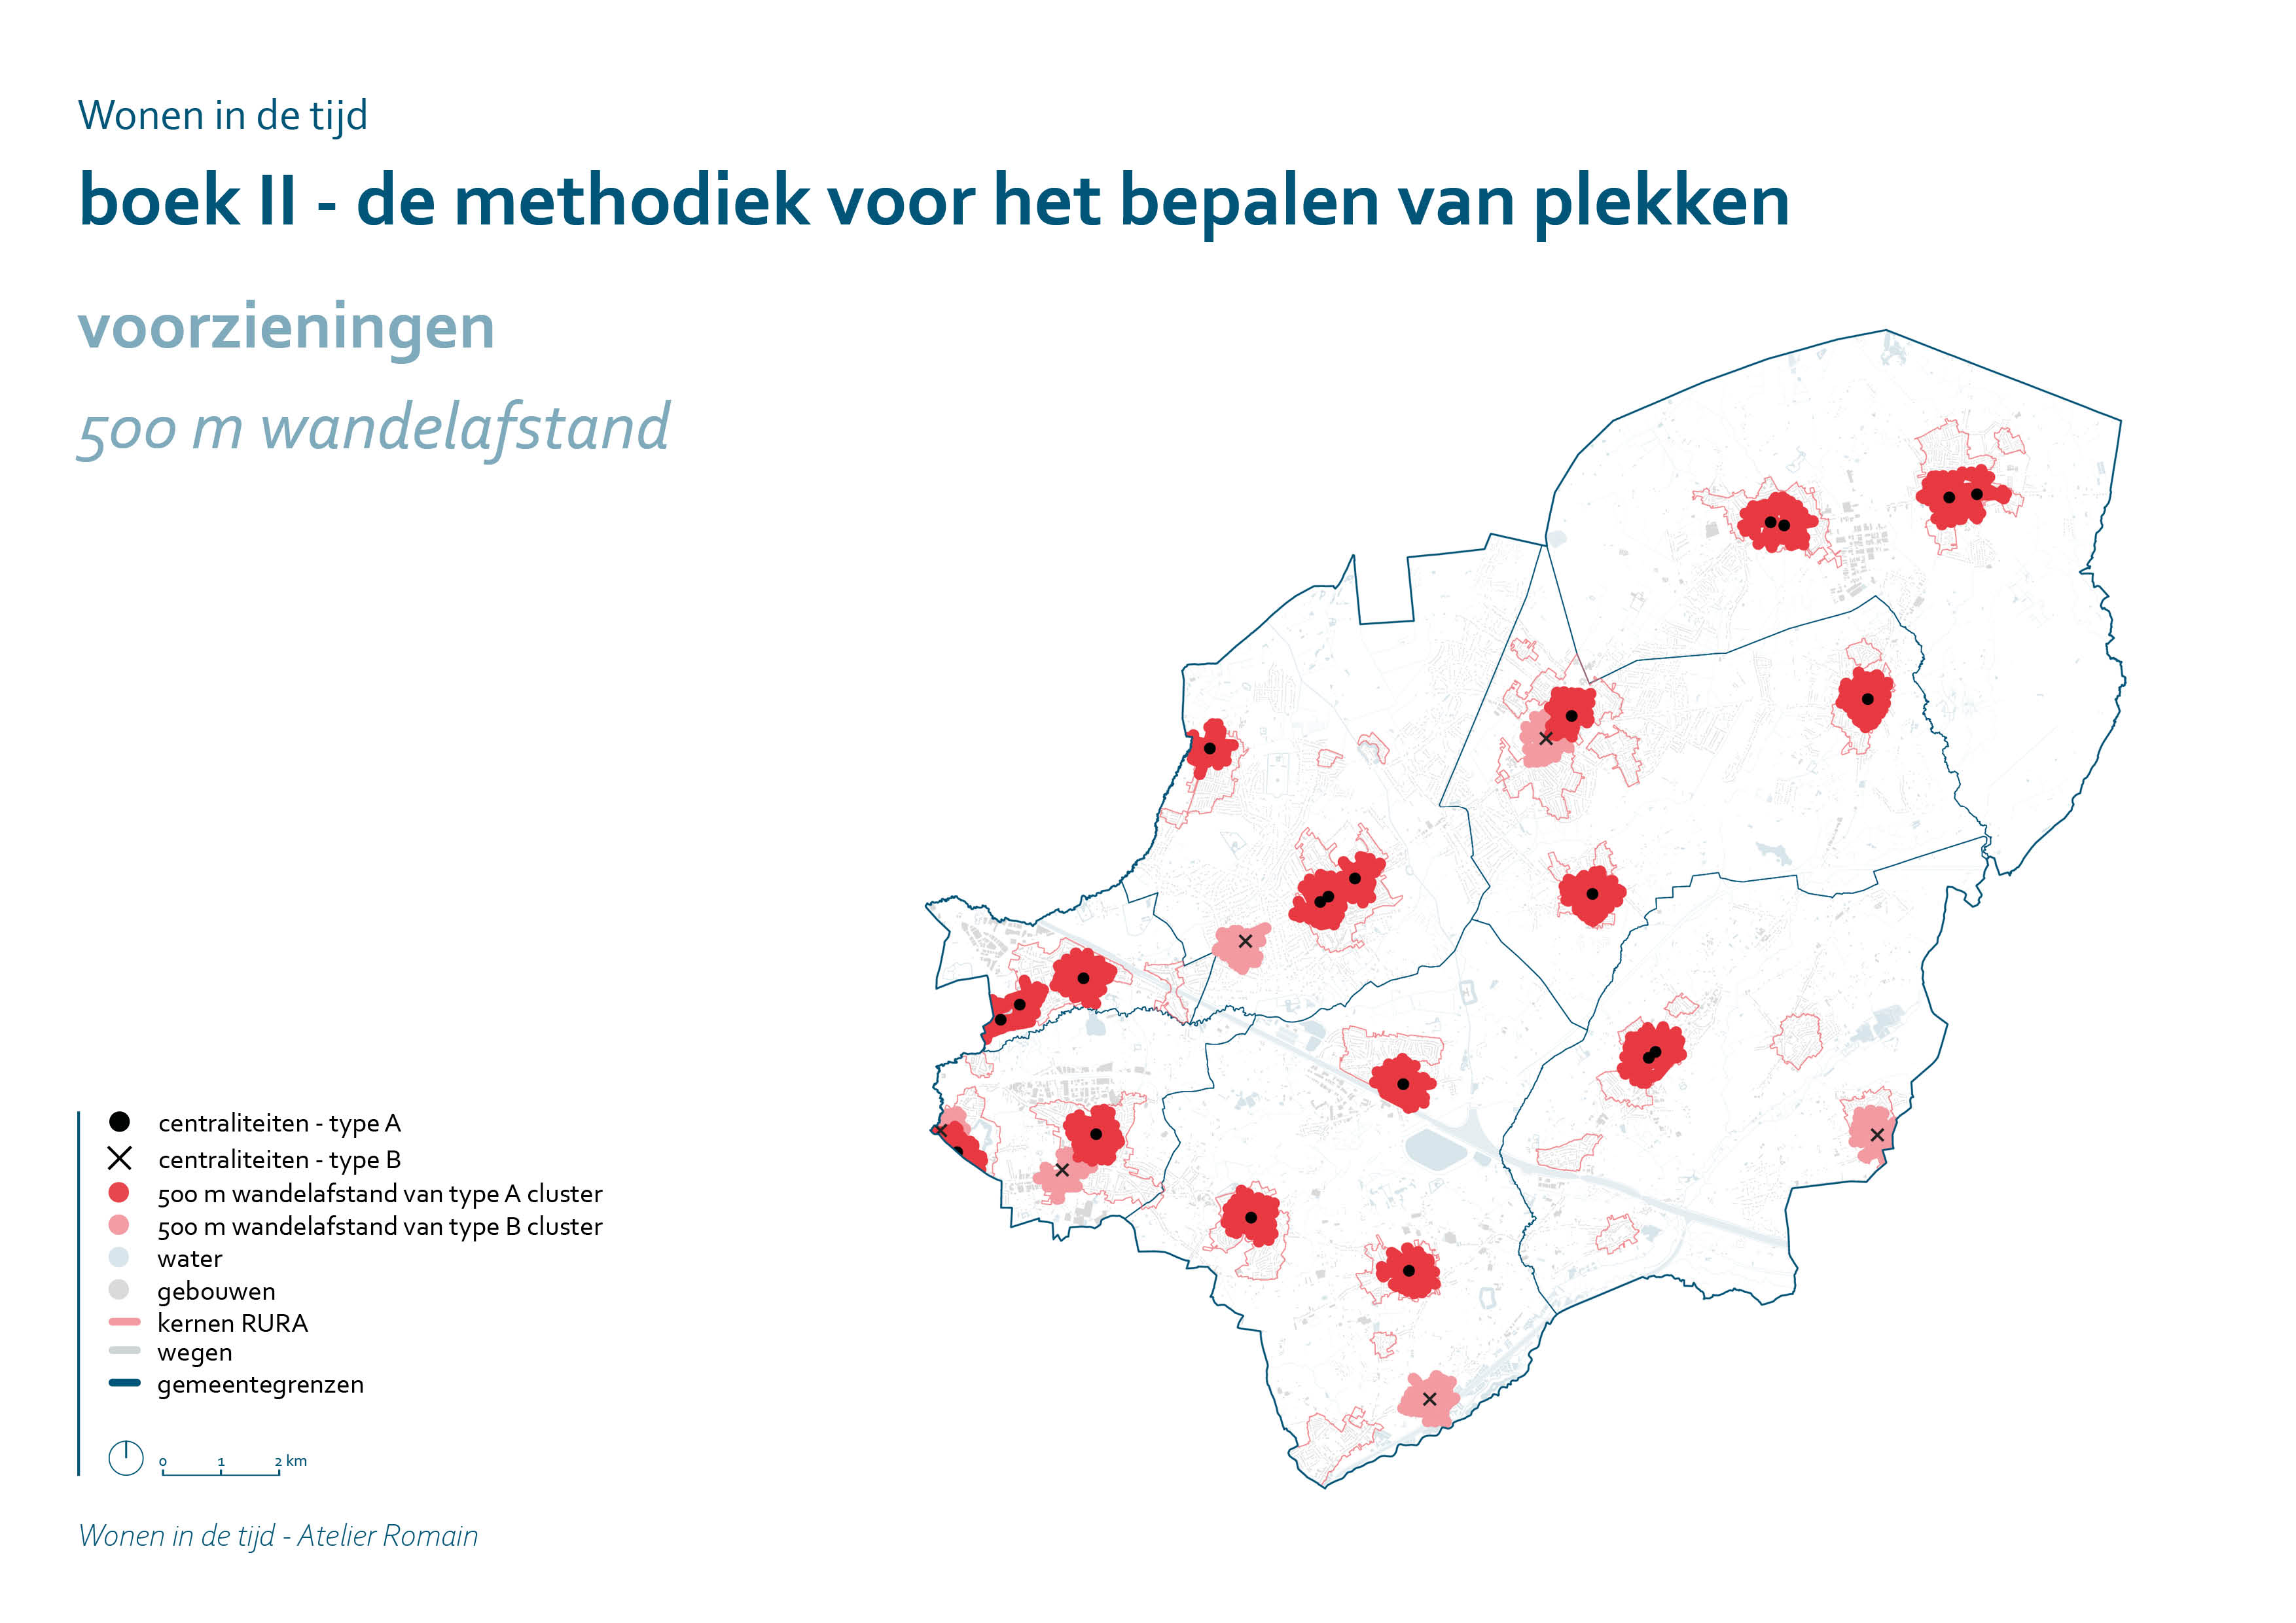 Wonen in de tijd
boek II - de methodiek voor het bepalen van plekken
voorzieningen
500 m wandelafstand
centraliteiten - type A
centraliteiten - type B
500 m wandelafstand van type A cluster
500 m wandelafstand van type B cluster
water
gebouwen
kernen RURA
wegen
gemeentegrenzen
0 1 2 km
Wonen in de tijd - Atelier Romain